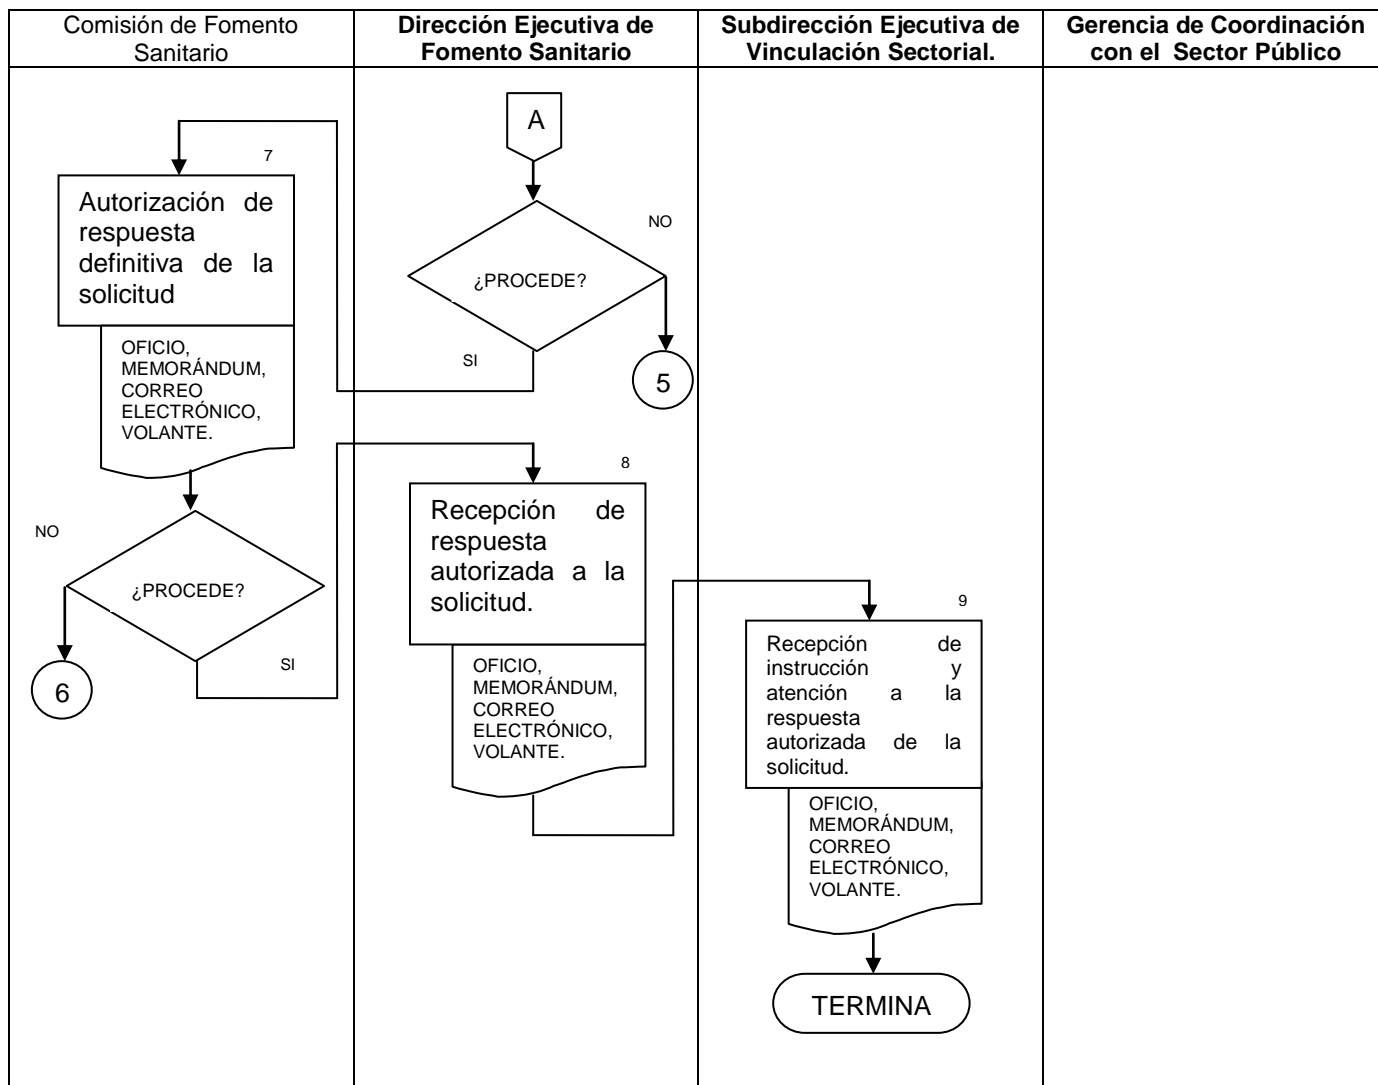 Comisión de Fomento
Sanitario
Dirección Ejecutiva de
Fomento Sanitario
Subdirección Ejecutiva de
Vinculación Sectorial.
Gerencia de Coordinación
con el Sector Público
A
7
Autorización de
respuesta
definitiva de la
solicitud
OFICIO,
MEMORÁNDUM,
CORREO
ELECTRÓNICO,
VOLANTE.
NO
¿PROCEDE?
SI
5
NO
¿PROCEDE?
SI
6
8
Recepción de
respuesta
autorizada a la
solicitud.
OFICIO,
MEMORÁNDUM,
CORREO
ELECTRÓNICO,
VOLANTE.
9
Recepción de
instrucción y
atención a la
respuesta
autorizada de la
solicitud.
OFICIO,
MEMORÁNDUM,
CORREO
ELECTRÓNICO,
VOLANTE.
TERMINA